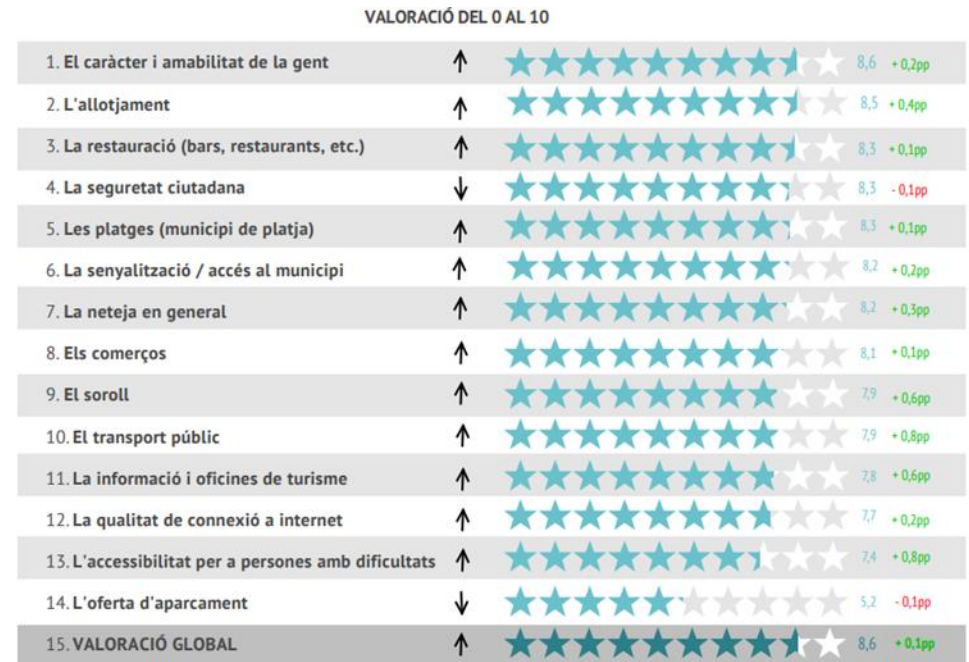 VALORACIÓ DEL 0 AL 10
1. El caràcter i amabilitat de la gent 8,6 + 0,2pp
2. L'allotjament 8,5 + 0,4pp
3. La restauració (bars, restaurants, etc.) 8,3 + 0,1pp
4. La seguretat ciutadana 8,3 - 0,1pp
5. Les platges (municipi de platja) 8,3 + 0,1pp
6. La senyalització / accés al municipi 8,2 + 0,2pp
7. La neteja en general 8,2 + 0,3pp
8. Els comerços 8,1 + 0,1pp
9. El soroll 7,9 + 0,6pp
10. El transport públic 7,9 + 0,8pp
11. La informació i oficines de turisme 7,8 + 0,6pp
12. La qualitat de connexió a internet 7,7 + 0,2pp
13. L'accessibilitat per a persones amb dificultats 7,4 + 0,8pp
14. L'oferta d'aparcament 5,2 - 0,1pp
15. VALORACIÓ GLOBAL 8,6 + 0,1pp